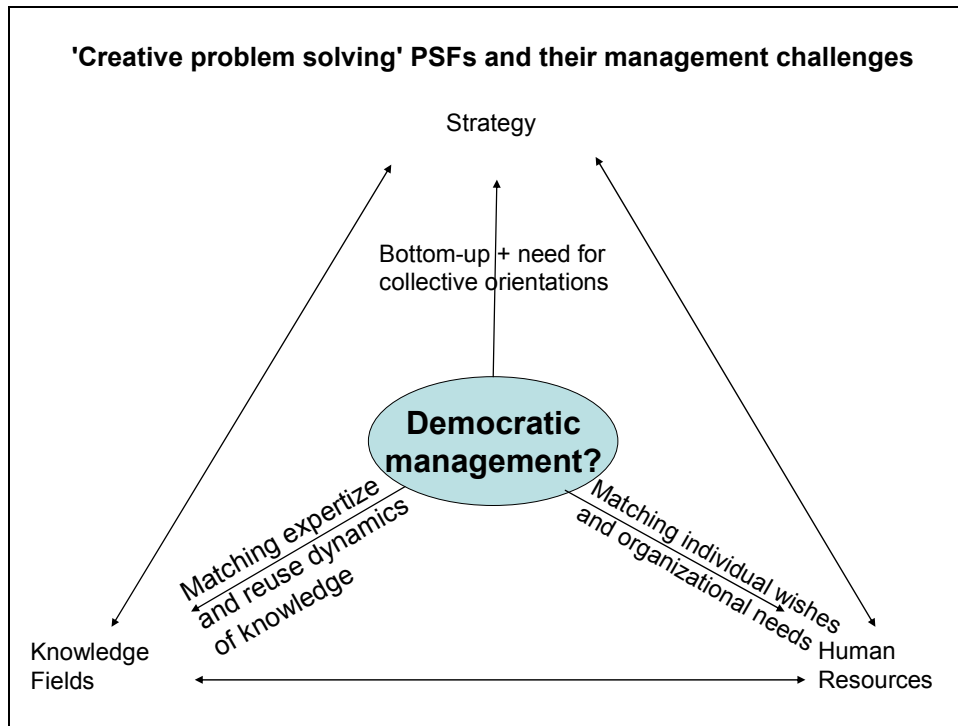 'Creative problem solving' PSFs and their management challenges
Strategy
Bottom-up + need for
collective orientations
Democratic
management?
Matching expertize
and reuse dynamics
of knowledge
Matching individual wishes
and organizational needs
Knowledge
Fields
Human
Resources